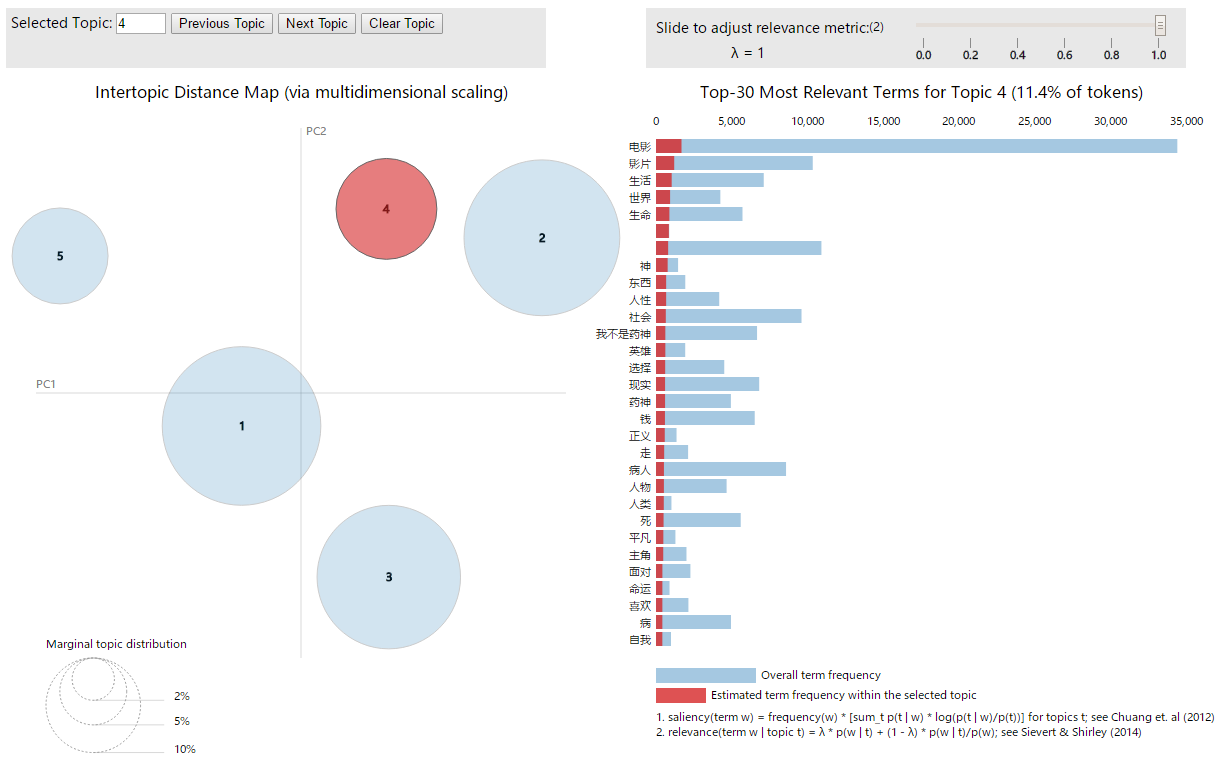 Selected Topic: 4 Previous Topic Next Topic Clear Topic
Slide to adjust relevance metric:(2)
λ = 1
0.0 0.2 0.4 0.6 0.8 1.0
Intertopic Distance Map (via multidimensional scaling)
PC2
PC1
5
4
2
1
3
Marginal topic distribution
2%
5%
10%
Top-30 Most Relevant Terms for Topic 4 (11.4% of tokens)
0 5,000 10,000 15,000 20,000 25,000 30,000 35,000
电影
影片
生活
世界
生命
神
东西
人性
社会
我不是药神
英雄
选择
现实
药神
钱
正义
走
病人
人物
人类
死
平凡
主角
面对
命运
喜欢
病
自我
Overall term frequency
Estimated term frequency within the selected topic
1. saliency(term w) = frequency(w) * [sum_t p(t | w) * log(p(t | w)/p(t))] for topics t; see Chuang et. al (2012)
2. relevance(term w | topic t) = λ * p(w | t) + (1 - λ) * p(w | t)/p(w); see Sievert & Shirley (2014)